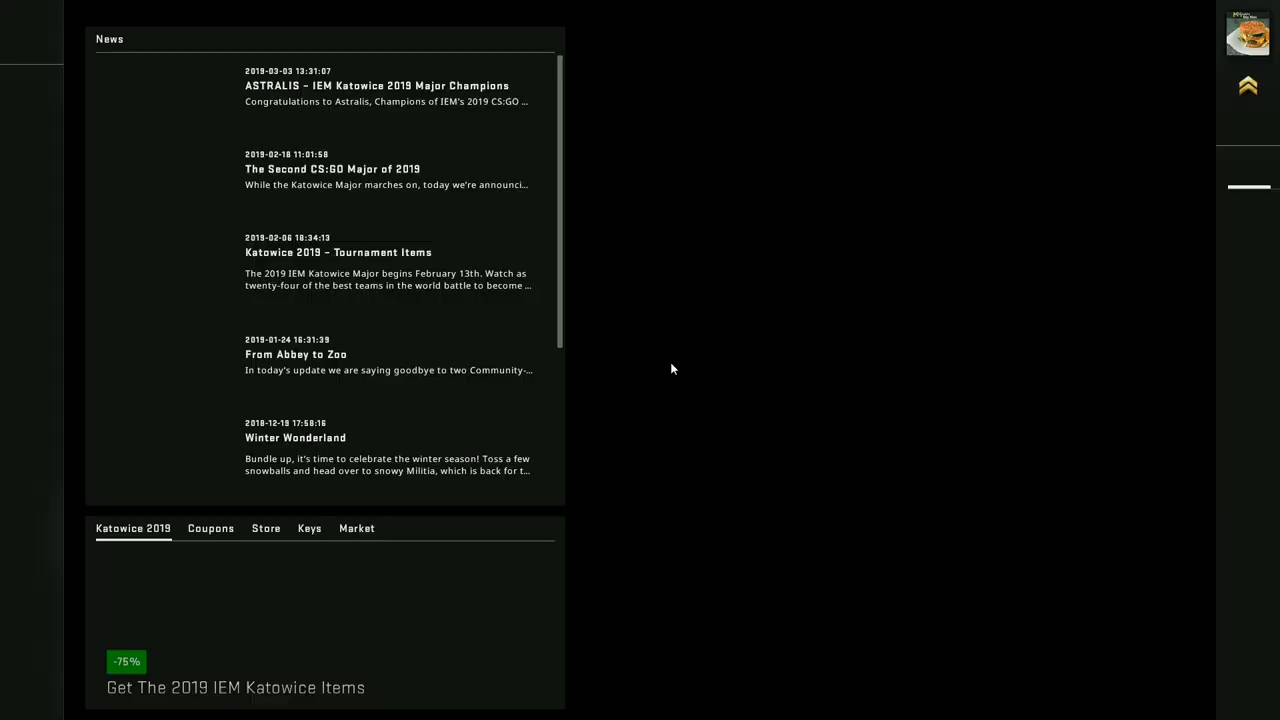 News
2019-03-03 13:31:07
ASTRALIS – IEM Katowice 2019 Major Champions
Congratulations to Astralis, Champions of IEM's 2019 CS:GO ...
2019-02-18 11:01:58
The Second CS:GO Major of 2019
While the Katowice Major marches on, today we're announci...
2019-02-06 18:34:13
Katowice 2019 – Tournament Items
The 2019 IEM Katowice Major begins February 13th. Watch as
twenty-four of the best teams in the world battle to become ...
2019-01-24 16:31:39
From Abbey to Zoo
In today's update we are saying goodbye to two Community-...
2018-12-19 17:58:16
Winter Wonderland
Bundle up, it's time to celebrate the winter season! Toss a few
snowballs and head over to snowy Militia, which is back for t...
Katowice 2019 Coupons Store Keys Market
-75%
Get The 2019 IEM Katowice Items